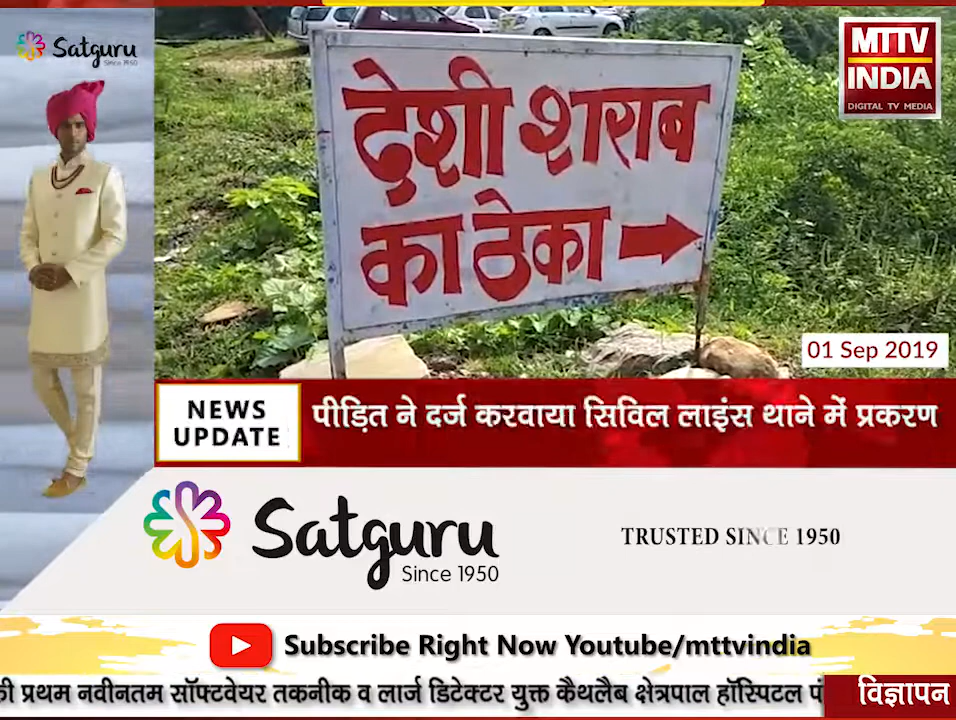 Satguru
Since 1950
MTTV
INDIA
DIGITAL TV MEDIA
देशी शराब
का ठेका
01 Sep 2019
NEWS
UPDATE
पीड़ित ने दर्ज करवाया सिविल लाइंस थाने में प्रकरण
Satguru
Since 1950
TRUSTED SINCE 1950
Subscribe Right Now Youtube/mttvindia
की प्रथम नवीनतम सॉफ्टवेयर तकनीक व लार्ज डिटेक्टर युक्त कैथलैब क्षेत्रपाल हॉस्पिटल
विज्ञापन